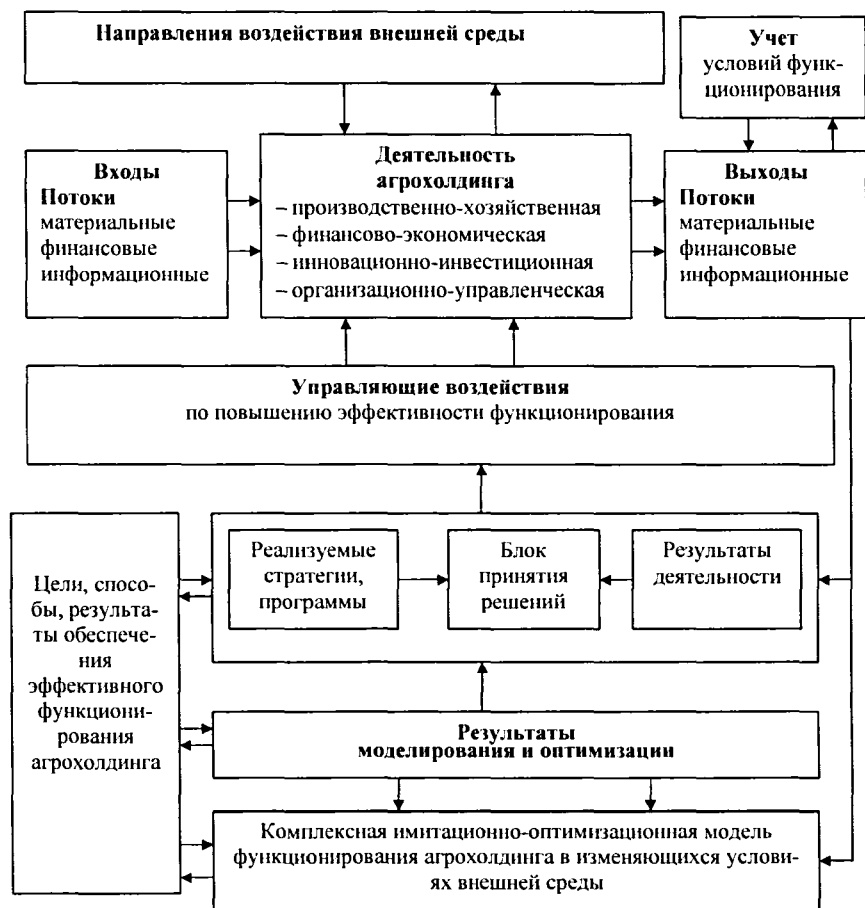 Направления воздействия внешней среды
Учет
условий функ-
ционирования
Входы
Потоки
материальные
финансовые
информационные
Деятельность
агрохолдинга
– производственно-хозяйственная
– финансово-экономическая
– инновационно-инвестиционная
– организационно-управленческая
Выходы
Потоки
материальные
финансовые
информационные
Управляющие воздействия
по повышению эффективности функционирования
Цели, спосо-
бы, результа-
ты обеспече-
ния
эффективного
функциони-
рования
агрохолдинга
Реализуемые
стратегии,
программы
Блок
принятия
решений
Результаты
деятельности
Результаты
моделирования и оптимизации
Комплексная имитационно-оптимизационная модель
функционирования агрохолдинга в изменяющихся услови-
ях внешней среды